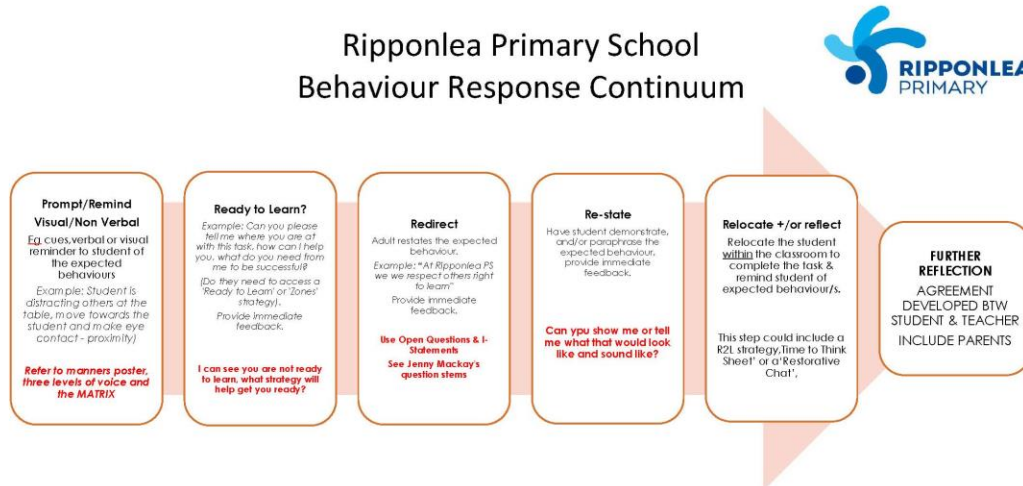 Ripponlea Primary School
Behaviour Response Continuum
RIPPONLEA
PRIMARY
Prompt/Remind
Visual/Non Verbal
Eg cues,verbal or visual
reminder to student of
the expected
behaviours
Example: Student is
distracting others at the
table, move towards the
student and make eye
contact - proximity)
Refer to manners poster,
three levels of voice and
the MATRIX
Ready to Learn?
Example: Can you please
tell me where you are at
with this task, how can I help
you, what do you need from
me to be successful?
(Do they need to access a
'Ready to Learn' or 'Zones'
strategy).
Provide immediate
feedback.
I can see you are not ready
to learn, what strategy will
help get you ready?
Redirect
Adult restates the expected
behaviour.
Example: "At Ripponlea PS
we we respect others right
to learn"
Provide immediate
feedback.
Use Open Questions & I-
Statements
See Jenny Mackay's
question stems
Re-state
Have student demonstrate,
and/or paraphrase the
expected behaviour,
provide immediate
feedback.
Can ypu show me or tell
me what that would look
like and sound like?
Relocate +/or reflect
Relocate the student
within the classroom to
complete the task &
remind student of
expected behaviour/s.
This step could include a
R2L strategy,Time to Think
Sheet' or a'Restorative
Chat',
FURTHER
REFLECTION
AGREEMENT
DEVELOPED BTW
STUDENT & TEACHER
INCLUDE PARENTS